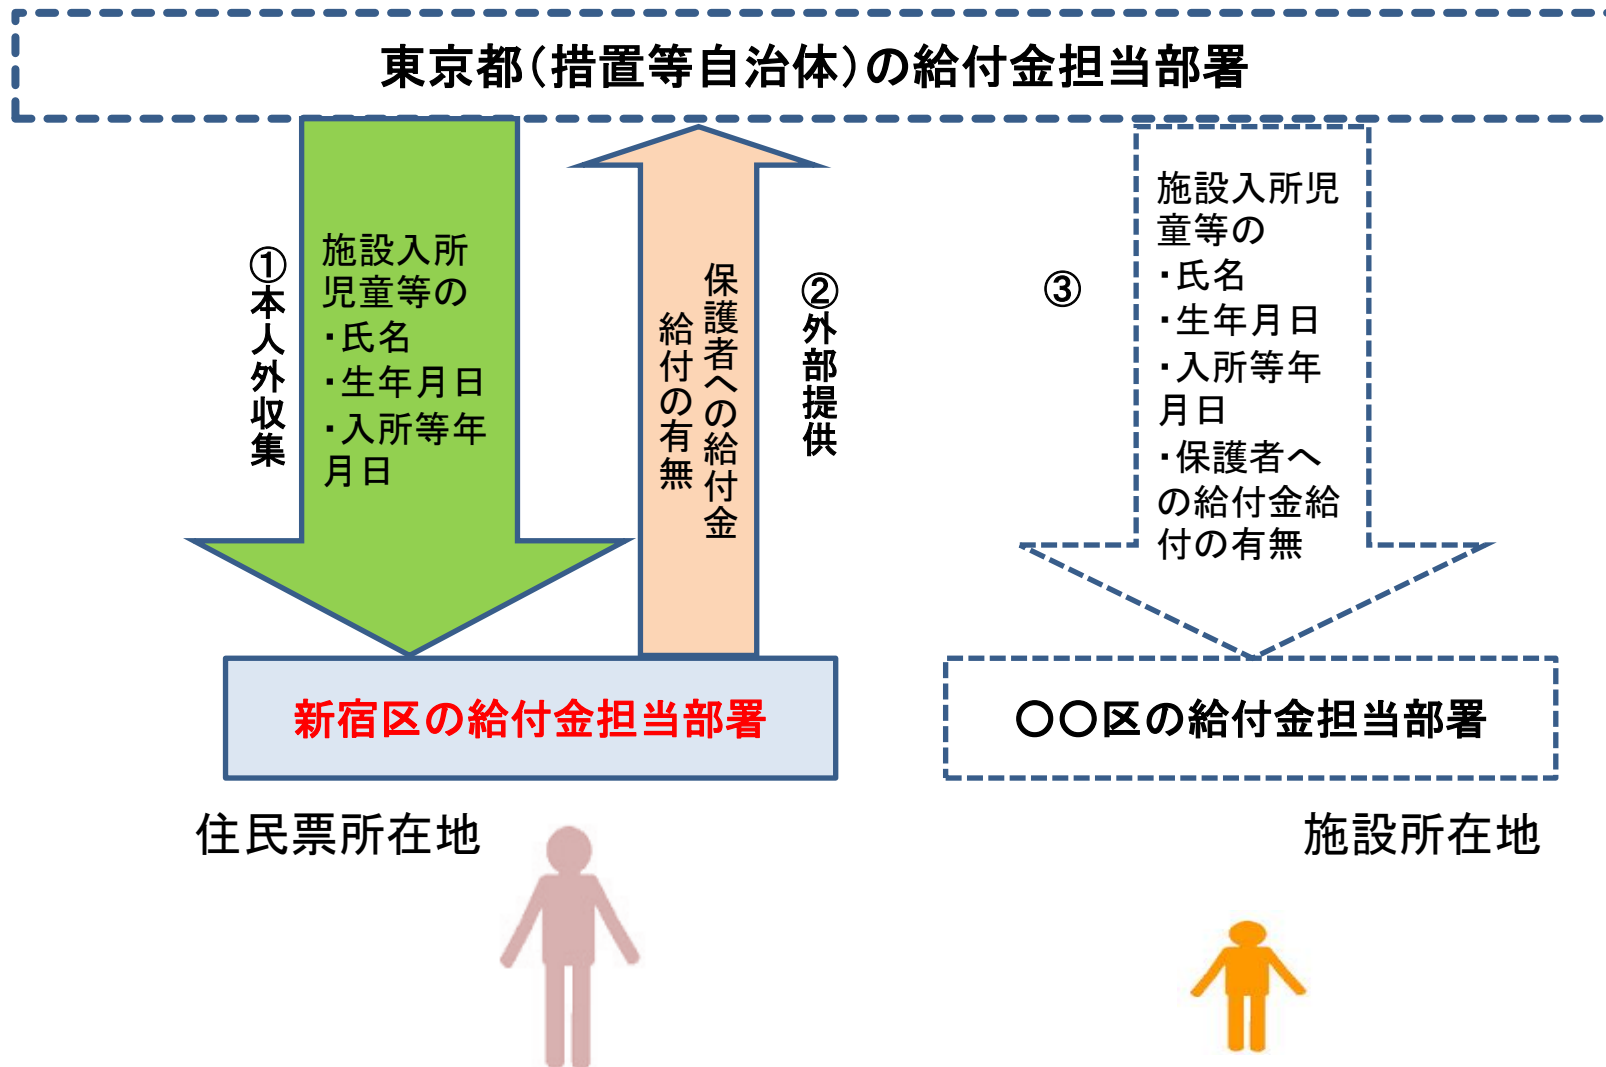 東京都（措置等自治体）の給付金担当部署
①本人外収集
施設入所
児童等の
・氏名
・生年月日
・入所等年
月日
保護者への給付金
給付の有無
②外部提供
③
施設入所児
童等の
・氏名
・生年月日
・入所等年
月日
・保護者へ
の給付金給
付の有無
新宿区の給付金担当部署
〇〇区の給付金担当部署
住民票所在地
施設所在地